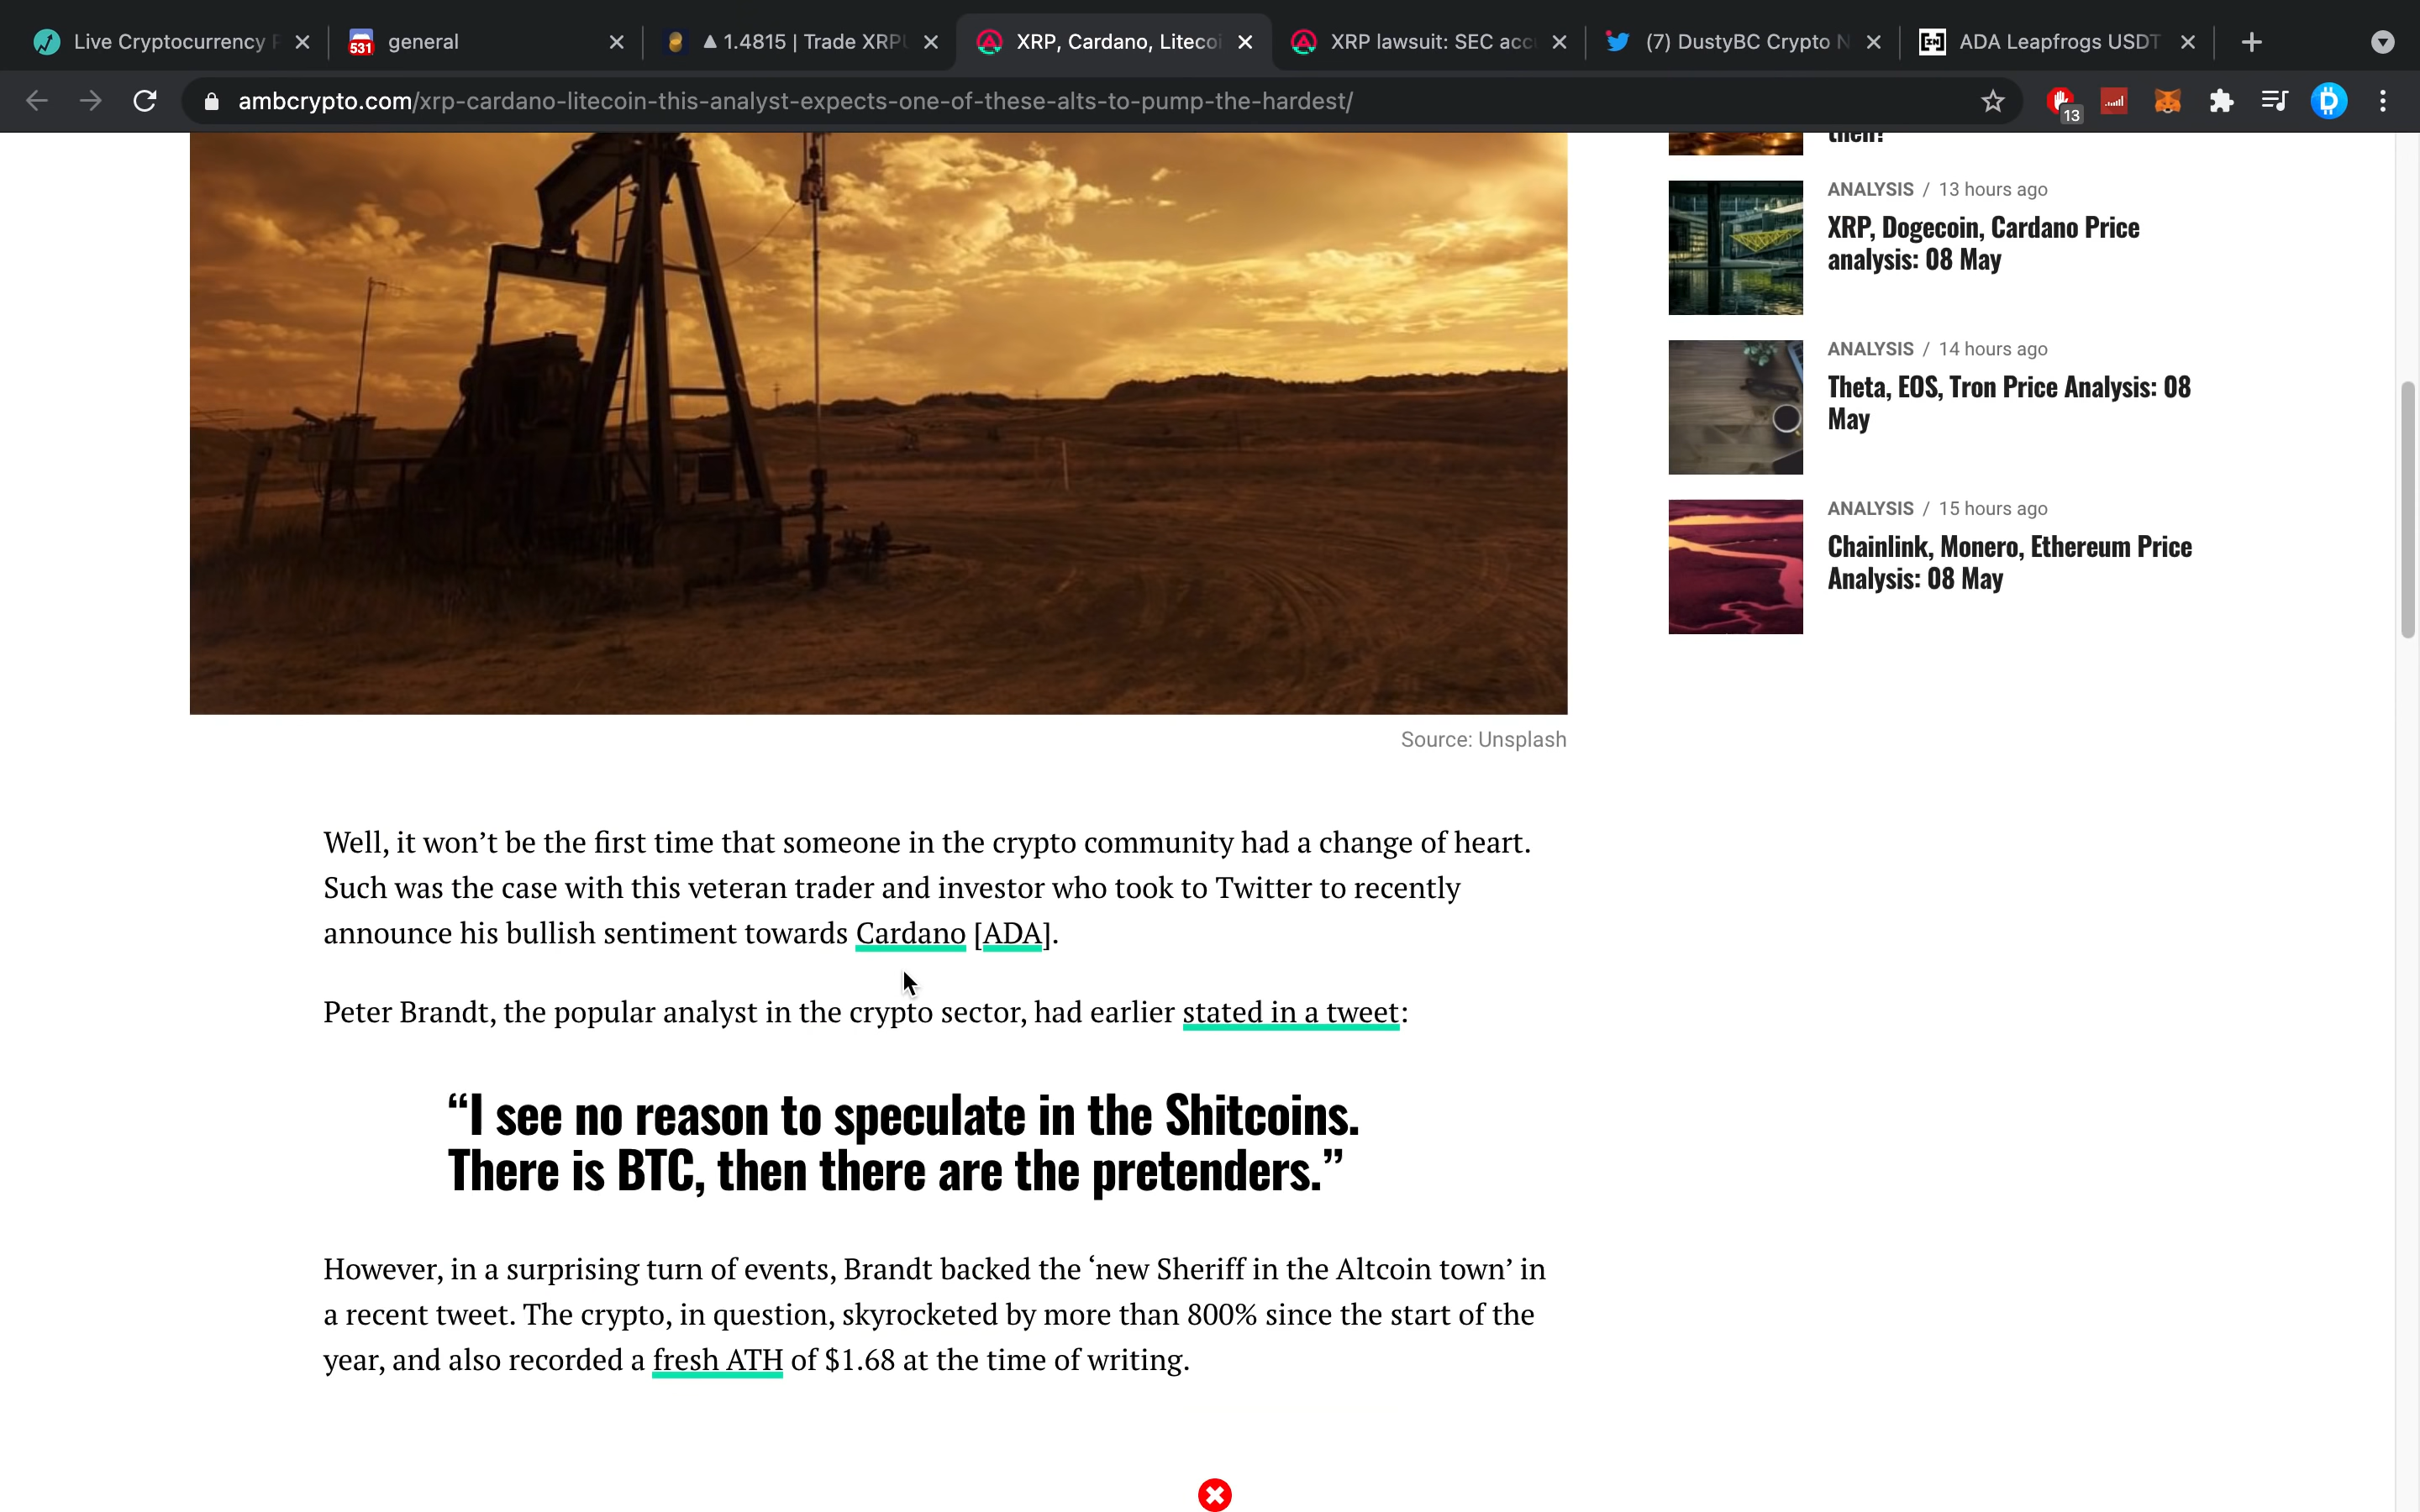 Live Cryptocurrency
531
general
▲ 1.4815 | Trade XRP
XRP, Cardano, Liteco
XRP lawsuit: SEC acc
(7) DustyBC Crypto N
ADA Leapfrogs USDT
ambcrypto.com/xrp-cardano-litecoin-this-analyst-expects-one-of-these-alts-to-pump-the-hardest/
13
then?
ANALYSIS / 13 hours ago
XRP, Dogecoin, Cardano Price
analysis: 08 May
ANALYSIS / 14 hours ago
Theta, EOS, Tron Price Analysis: 08
May
ANALYSIS / 15 hours ago
Chainlink, Monero, Ethereum Price
Analysis: 08 May
Source: Unsplash
Well, it won’t be the first time that someone in the crypto community had a change of heart.
Such was the case with this veteran trader and investor who took to Twitter to recently
announce his bullish sentiment towards Cardano [ADA].
Peter Brandt, the popular analyst in the crypto sector, had earlier stated in a tweet:
“I see no reason to speculate in the Shitcoins.
There is BTC, then there are the pretenders.”
However, in a surprising turn of events, Brandt backed the ‘new Sheriff in the Altcoin town’ in
a recent tweet. The crypto, in question, skyrocketed by more than 800% since the start of the
year, and also recorded a fresh ATH of $1.68 at the time of writing.